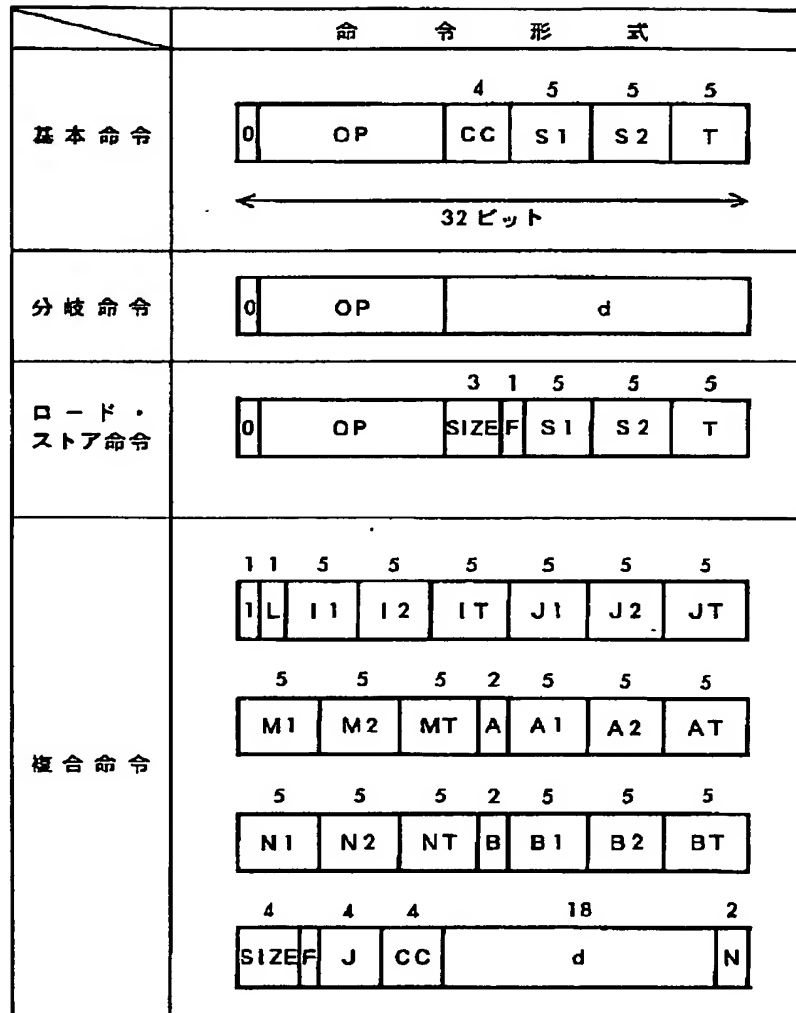 命令形式
4 5 5 5
基本命令
0 OP CC S1 S2 T
32ビット
分岐命令
0 OP d
3 1 5 5 5
ロード・
ストア命令
0 OP SIZE F S1 S2 T
1 1 5 5 5 5 5 5
1 L I1 I2 IT J1 J2 JT
5 5 5 2 5 5 5
M1 M2 MT A A1 A2 AT
複合命令
5 5 5 2 5 5 5
N1 N2 NT B B1 B2 BT
4 4 4 18 2
SIZE F J CC d N